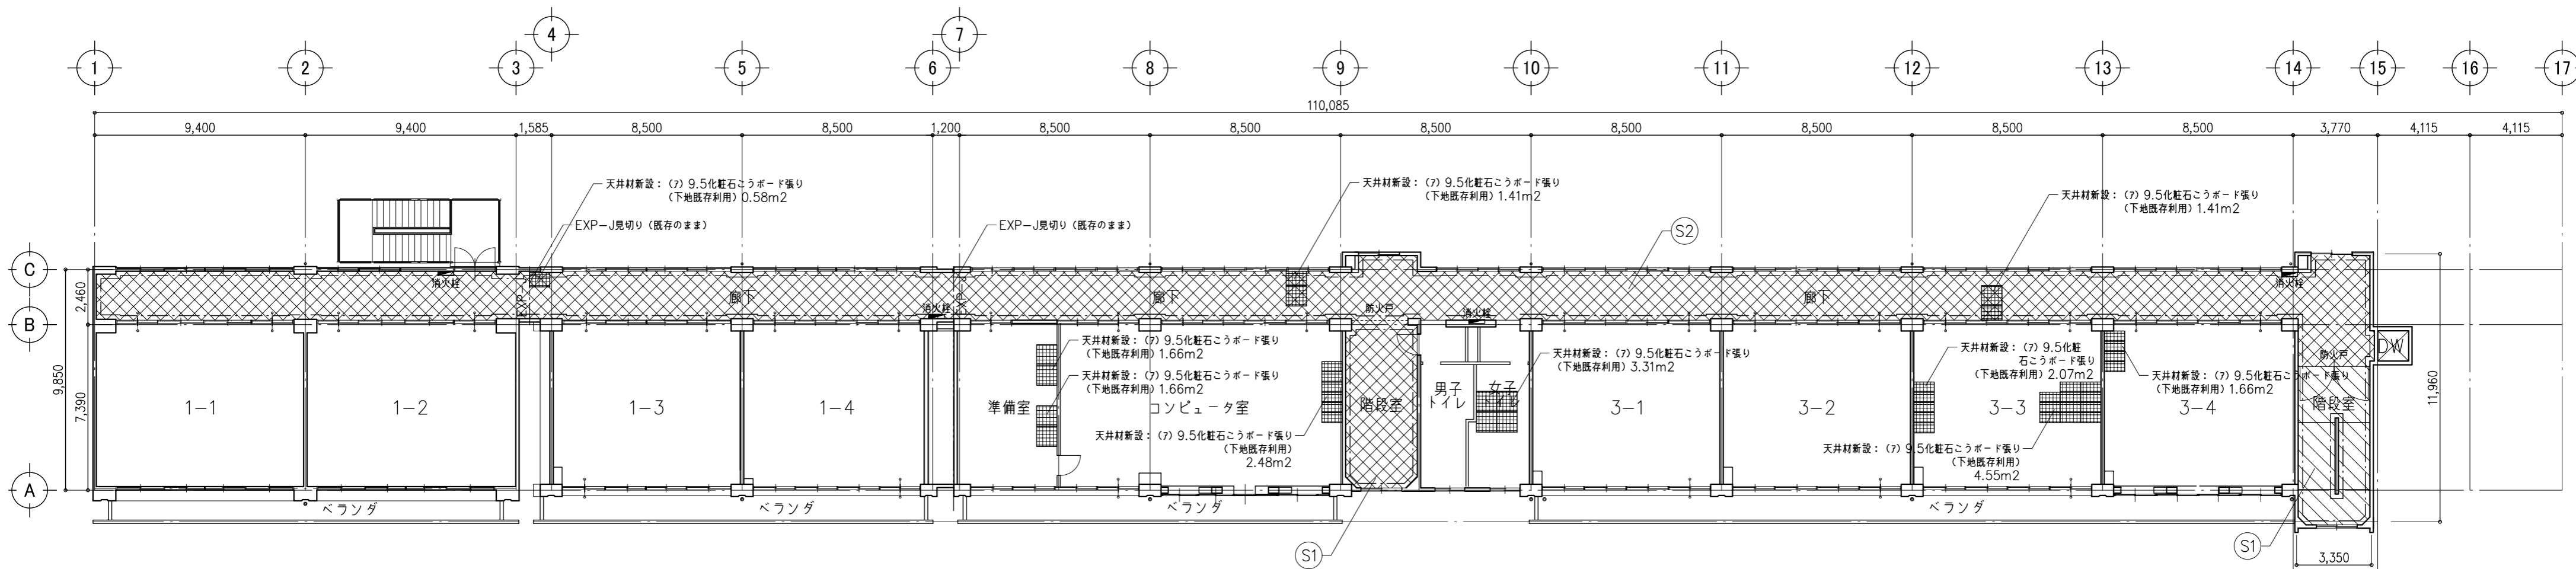 4
7
1
2
3
5
6
8
9
10
11
12
13
14
15
16
17
110,085
9,400
9,400
1,585
8,500
8,500
1,200
8,500
8,500
8,500
8,500
8,500
8,500
8,500
3,770
4,115
4,115
天井材新設：(ｱ) 9.5化粧石こうボード張り
(下地既存利用) 0.58m2
天井材新設：(ｱ) 9.5化粧石こうボード張り
(下地既存利用) 1.41m2
天井材新設：(ｱ) 9.5化粧石こうボード張り
(下地既存利用) 1.41m2
EXP-J見切り (既存のまま)
EXP-J見切り (既存のまま)
S2
C
2,460
消火栓
消火栓
EXP-J
廊下
EXP-J
廊下
廊下
B
消火栓
防火戸
消火栓
天井材新設：(ｱ) 9.5化粧石こうボード張り
(下地既存利用) 1.66m2
天井材新設：(ｱ) 9.5化粧石こうボード張り
(下地既存利用) 1.66m2
天井材新設：(ｱ) 9.5化粧石こうボード張り
(下地既存利用) 3.31m2
天井材新設：(ｱ) 9.5化粧
石こうボード張り
(下地既存利用) 2.07m2
天井材新設：(ｱ) 9.5化粧石こうボード張り
(下地既存利用) 1.66m2
防火戸
DW
9,850
7,390
1-1
1-2
1-3
1-4
準備室
コンピュータ室
階段室
男子
トイレ
女子
トイレ
3-1
3-2
3-3
3-4
階段室
11,960
天井材新設：(ｱ) 9.5化粧石こうボード張り
(下地既存利用)
2.48m2
天井材新設：(ｱ) 9.5化粧石こうボード張り
(下地既存利用)
4.55m2
A
ベランダ
ベランダ
ベランダ
ベランダ
S1
S1
3,350